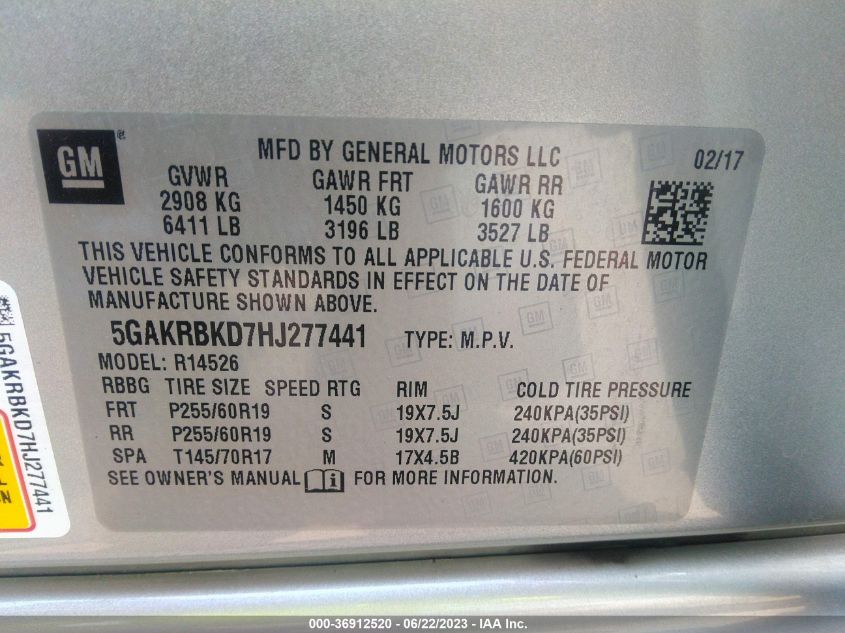 GM
MFD BY GENERAL MOTORS LLC
02/17
GVWR GAWR FRT GAWR RR
2908 KG 1450 KG 1600 KG
6411 LB 3196 LB 3527 LB
THIS VEHICLE CONFORMS TO ALL APPLICABLE U.S. FEDERAL MOTOR
VEHICLE SAFETY STANDARDS IN EFFECT ON THE DATE OF
MANUFACTURE SHOWN ABOVE.
5GAKRBKD7HJ277441 TYPE: M.P.V.
MODEL: R14526
RBBG TIRE SIZE SPEED RTG RIM COLD TIRE PRESSURE
FRT P255/60R19 S 19X7.5J 240KPA(35PSI)
RR P255/60R19 S 19X7.5J 240KPA(35PSI)
SPA T145/70R17 M 17X4.5B 420KPA(60PSI)
SEE OWNER'S MANUAL FOR MORE INFORMATION.
5GAKRBKD7HJ277441
000-36912520 - 06/22/2023 - IAA Inc.